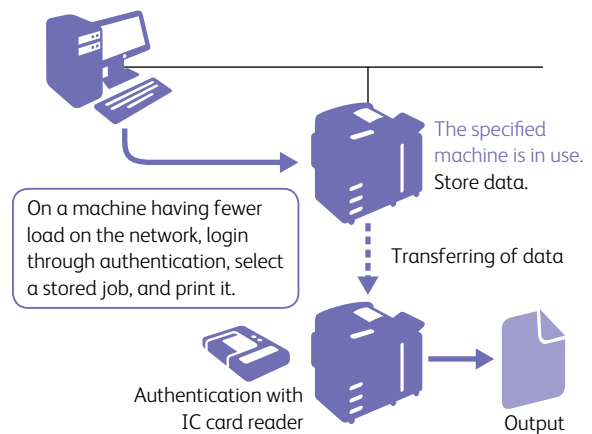 The specified
machine is in use.
Store data.
On a machine having fewer
load on the network, login
through authentication, select
a stored job, and print it.
Transferring of data
Authentication with
IC card reader
Output